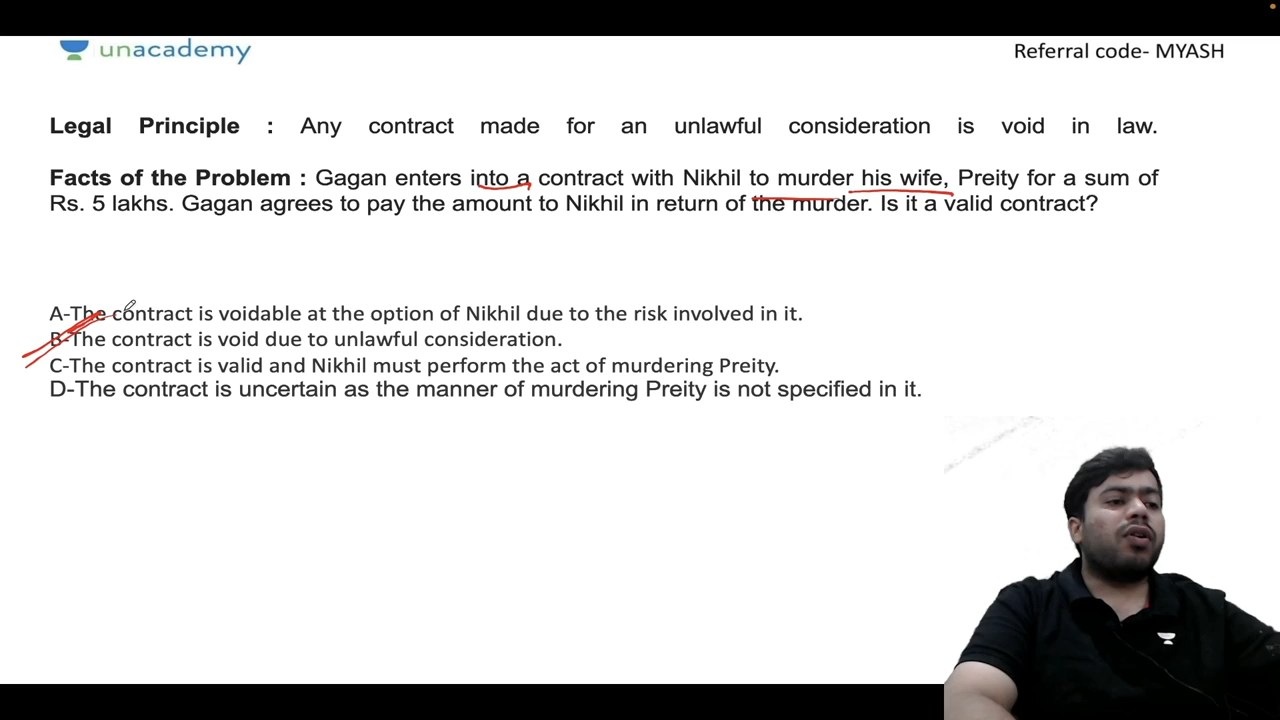 unacademy
Referral code- MYASH
Legal Principle : Any contract made for an unlawful consideration is void in law.
Facts of the Problem : Gagan enters into a contract with Nikhil to murder his wife, Preity for a sum of
Rs. 5 lakhs. Gagan agrees to pay the amount to Nikhil in return of the murder. Is it a valid contract?
A-The contract is voidable at the option of Nikhil due to the risk involved in it.
B-The contract is void due to unlawful consideration.
C-The contract is valid and Nikhil must perform the act of murdering Preity.
D-The contract is uncertain as the manner of murdering Preity is not specified in it.